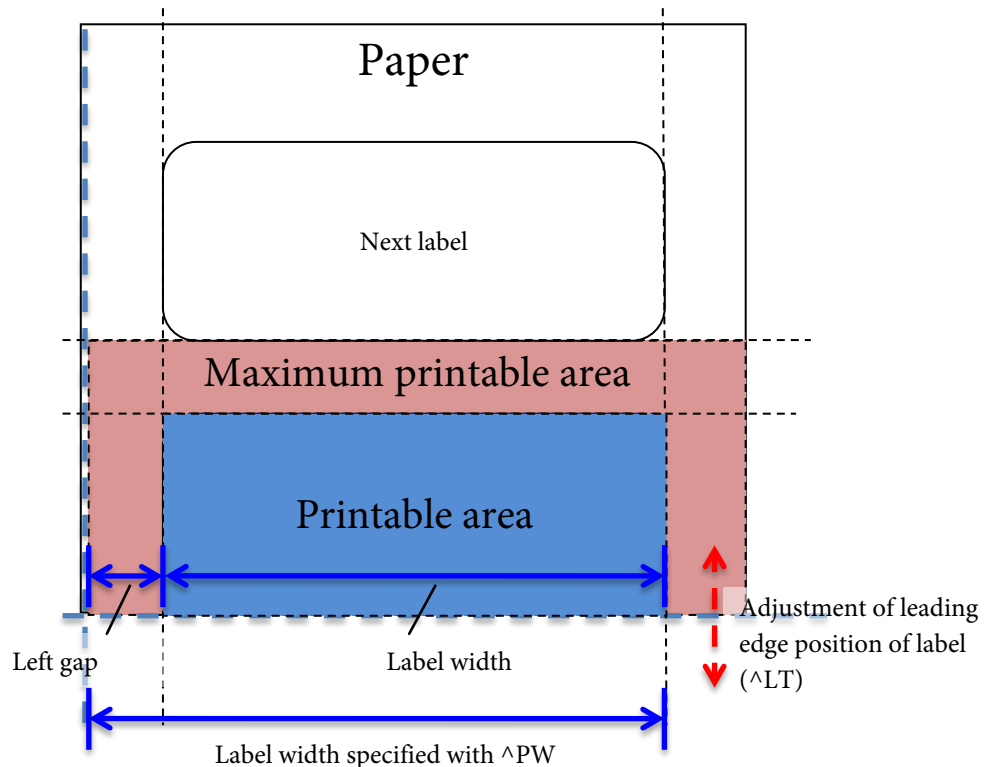 Paper
Next label
Maximum printable area
Printable area
Adjustment of leading
edge position of label
(^LT)
Left gap
Label width
Label width specified with ^PW